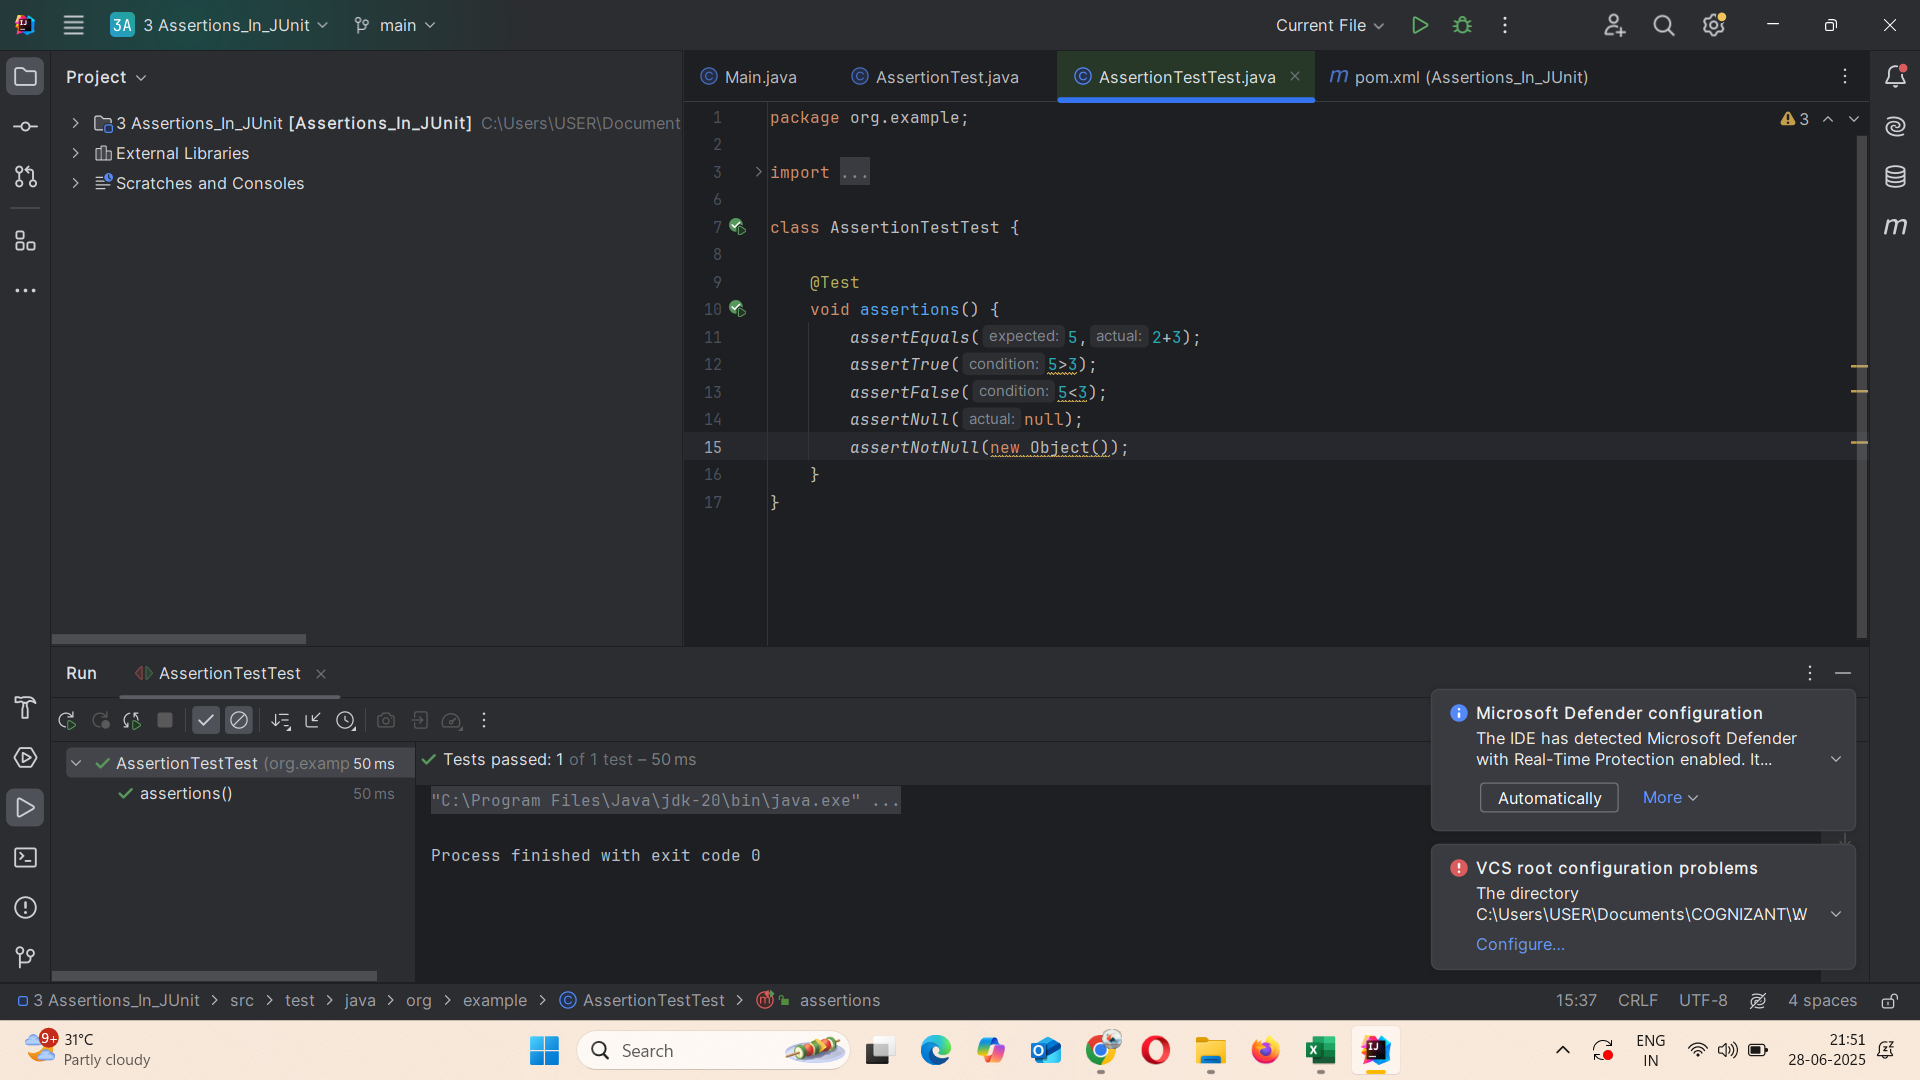 3A 3 Assertions_In_JUnit main Current File
Project
3 Assertions_In_JUnit [Assertions_In_JUnit] C:\Users\USER\Document
External Libraries
Scratches and Consoles
Main.java AssertionTest.java AssertionTestTest.java m pom.xml (Assertions_In_JUnit)
3
1 package org.example;
2
3 import ...
6
7 class AssertionTestTest {
8
9 @Test
10 void assertions() {
11 assertEquals( expected: 5, actual: 2+3);
12 assertTrue( condition: 5>3);
13 assertFalse( condition: 5<3);
14 assertNull( actual: null);
15 assertNotNull(new Object());
16 }
17 }
m
Run AssertionTestTest
AssertionTestTest (org.examp 50 ms
assertions() 50 ms
Tests passed: 1 of 1 test – 50 ms
"C:\Program Files\Java\jdk-20\bin\java.exe" ...
Process finished with exit code 0
Microsoft Defender configuration
The IDE has detected Microsoft Defender
with Real-Time Protection enabled. It...
Automatically More
VCS root configuration problems
The directory
C:\Users\USER\Documents\COGNIZANT\W
Configure...
3 Assertions_In_JUnit > src > test > java > org > example > AssertionTestTest > assertions
15:37 CRLF UTF-8 4 spaces
9+
31°C
Partly cloudy
Search
ENG
IN
21:51
28-06-2025